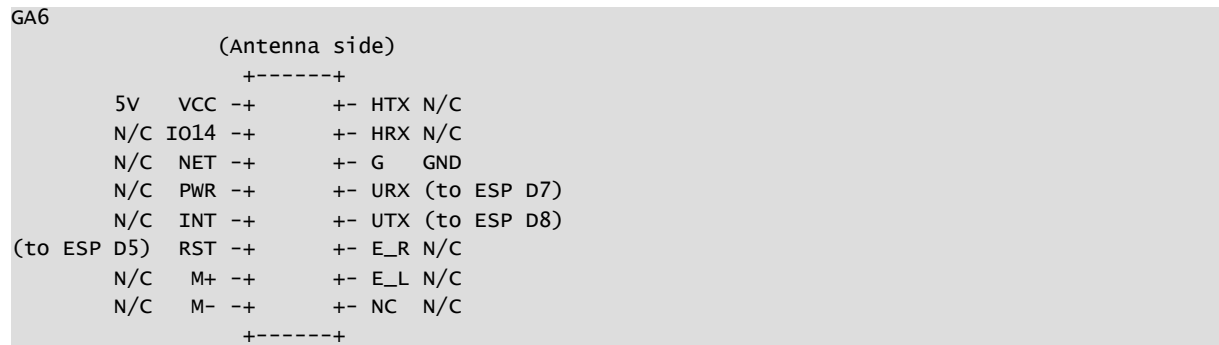 GA6
                (Antenna side)
                  +------+
        5V   VCC -+      +- HTX N/C
        N/C IO14 -+      +- HRX N/C
        N/C  NET -+      +- G   GND
        N/C  PWR -+      +- URX (to ESP D7)
        N/C  INT -+      +- UTX (to ESP D8)
(to ESP D5)  RST -+      +- E_R N/C
        N/C   M+ -+      +- E_L N/C
        N/C   M- -+      +- NC  N/C
                  +------+